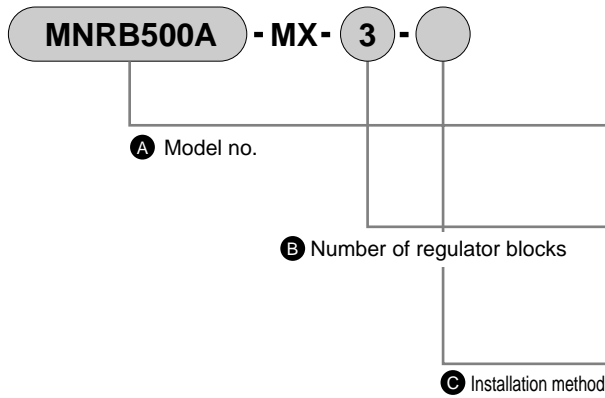 MNRB500A - MX - 3 -
A Model no.
B Number of regulator blocks
C Installation method